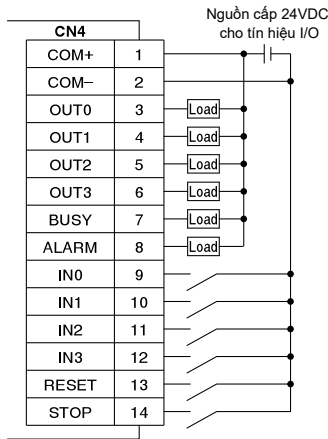 Nguồn cấp 24VDC
cho tín hiệu I/O
CN4
COM+ 1
COM– 2
OUT0 3 Load
OUT1 4 Load
OUT2 5 Load
OUT3 6 Load
BUSY 7 Load
ALARM 8 Load
IN0 9
IN1 10
IN2 11
IN3 12
RESET 13
STOP 14